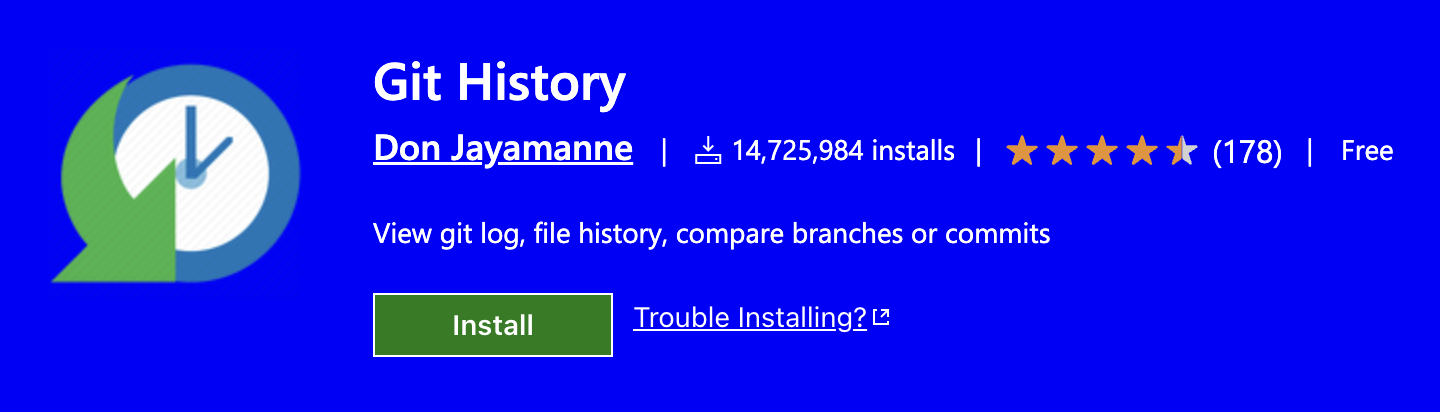 Git History
Don Jayamanne | 14,725,984 installs | (178) | Free
View git log, file history, compare branches or commits
Install Trouble Installing?